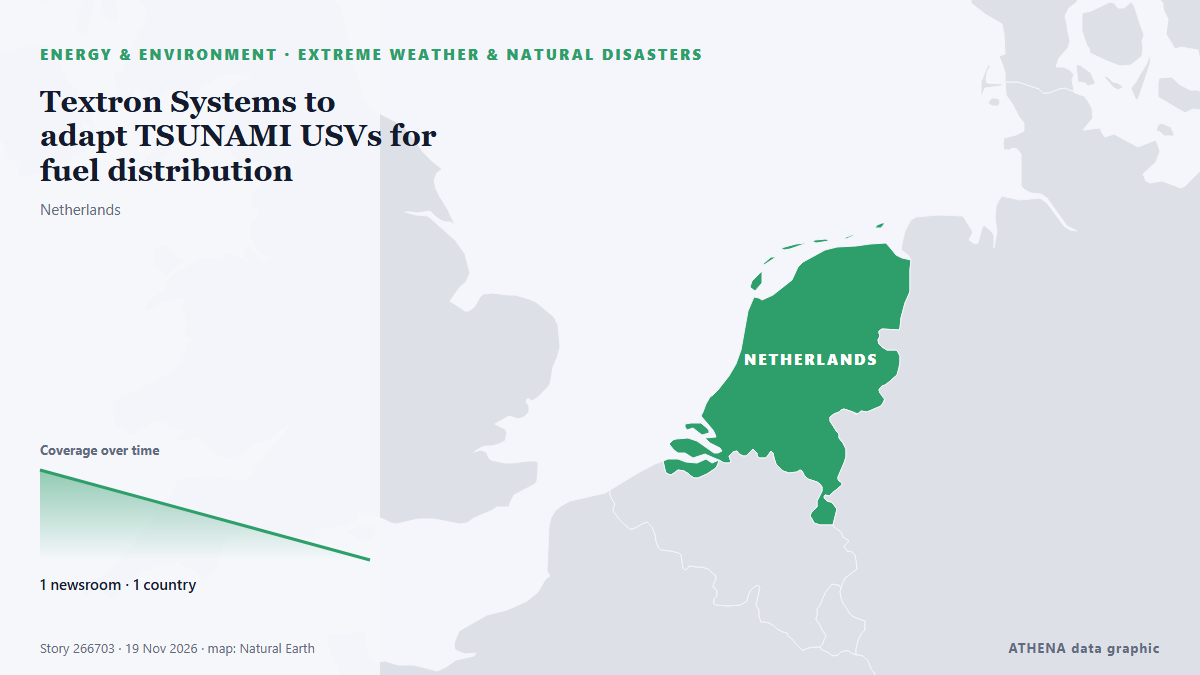 ENERGY & ENVIRONMENT · EXTREME WEATHER & NATURAL DISASTERS
Textron Systems to
adapt TSUNAMI USVs for
fuel distribution
Netherlands
NETHERLANDS
Coverage over time
1 newsroom · 1 country
Story 266703 · 19 Nov 2026 · map: Natural Earth
ATHENA data graphic